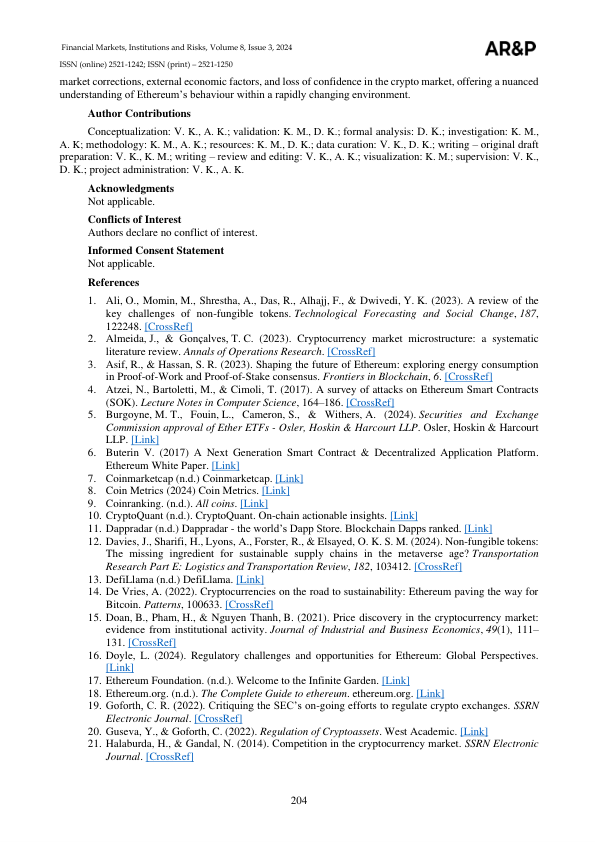 Financial Markets, Institutions and Risks, Volume 8, Issue 3, 2024
AR&P
ISSN (online) 2521-1242; ISSN (print) – 2521-1250
market corrections, external economic factors, and loss of confidence in the crypto market, offering a nuanced
understanding of Ethereum's behaviour within a rapidly changing environment.
Author Contributions
Conceptualization: V. K., A. K.; validation: K. M., D. K.; formal analysis: D. K.; investigation: K. M.,
A. K; methodology: K. M., A. K.; resources: K. M., D. K.; data curation: V. K., D. K.; writing – original draft
preparation: V. K., K. M.; writing – review and editing: V. K., A. K.; visualization: K. M.; supervision: V. K.,
D. K.; project administration: V. K., A. K.
Acknowledgments
Not applicable.
Conflicts of Interest
Authors declare no conflict of interest.
Informed Consent Statement
Not applicable.
References
1. Ali, O., Momin, M., Shrestha, A., Das, R., Alhajj, F., & Dwivedi, Y. K. (2023). A review of the
key challenges of non-fungible tokens. Technological Forecasting and Social Change, 187,
122248. [CrossRef]
2. Almeida, J., & Gonçalves, T. C. (2023). Cryptocurrency market microstructure: a systematic
literature review. Annals of Operations Research. [CrossRef]
3. Asif, R., & Hassan, S. R. (2023). Shaping the future of Ethereum: exploring energy consumption
in Proof-of-Work and Proof-of-Stake consensus. Frontiers in Blockchain, 6. [CrossRef]
4. Atzei, N., Bartoletti, M., & Cimoli, T. (2017). A survey of attacks on Ethereum Smart Contracts
(SOK). Lecture Notes in Computer Science, 164–186. [CrossRef]
5. Burgoyne, M. T., Fouin, L., Cameron, S., & Withers, A. (2024). Securities and Exchange
Commission approval of Ether ETFs - Osler, Hoskin & Harcourt LLP. Osler, Hoskin & Harcourt
LLP. [Link]
6. Buterin V. (2017) A Next Generation Smart Contract & Decentralized Application Platform.
Ethereum White Paper. [Link]
7. Coinmarketcap (n.d.) Coinmarketcap. [Link]
8. Coin Metrics (2024) Coin Metrics. [Link]
9. Coinranking. (n.d.). All coins. [Link]
10. CryptoQuant (n.d.). CryptoQuant. On-chain actionable insights. [Link]
11. Dappradar (n.d.) Dappradar - the world's Dapp Store. Blockchain Dapps ranked. [Link]
12. Davies, J., Sharifi, H., Lyons, A., Forster, R., & Elsayed, O. K. S. M. (2024). Non-fungible tokens:
The missing ingredient for sustainable supply chains in the metaverse age? Transportation
Research Part E: Logistics and Transportation Review, 182, 103412. [CrossRef]
13. DefiLlama (n.d.) DefiLlama. [Link]
14. De Vries, A. (2022). Cryptocurrencies on the road to sustainability: Ethereum paving the way for
Bitcoin. Patterns, 100633. [CrossRef]
15. Doan, B., Pham, H., & Nguyen Thanh, B. (2021). Price discovery in the cryptocurrency market:
evidence from institutional activity. Journal of Industrial and Business Economics, 49(1), 111–
131. [CrossRef]
16. Doyle, L. (2024). Regulatory challenges and opportunities for Ethereum: Global Perspectives.
[Link]
17. Ethereum Foundation. (n.d.). Welcome to the Infinite Garden. [Link]
18. Ethereum.org. (n.d.). The Complete Guide to ethereum. ethereum.org. [Link]
19. Goforth, C. R. (2022). Critiquing the SEC's on-going efforts to regulate crypto exchanges. SSRN
Electronic Journal. [CrossRef]
20. Guseva, Y., & Goforth, C. (2022). Regulation of Cryptoassets. West Academic. [Link]
21. Halaburda, H., & Gandal, N. (2014). Competition in the cryptocurrency market. SSRN Electronic
Journal. [CrossRef]
204